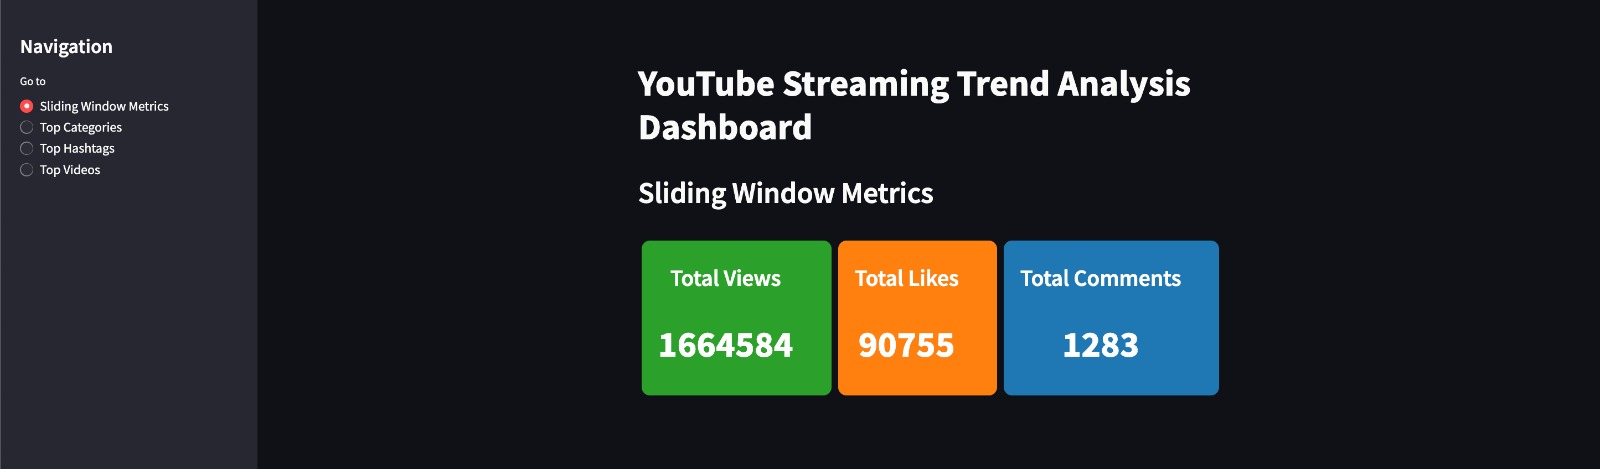 Navigation
Go to
Sliding Window Metrics
Top Categories
Top Hashtags
Top Videos
YouTube Streaming Trend Analysis
Dashboard
Sliding Window Metrics
Total Views
1664584
Total Likes
90755
Total Comments
1283